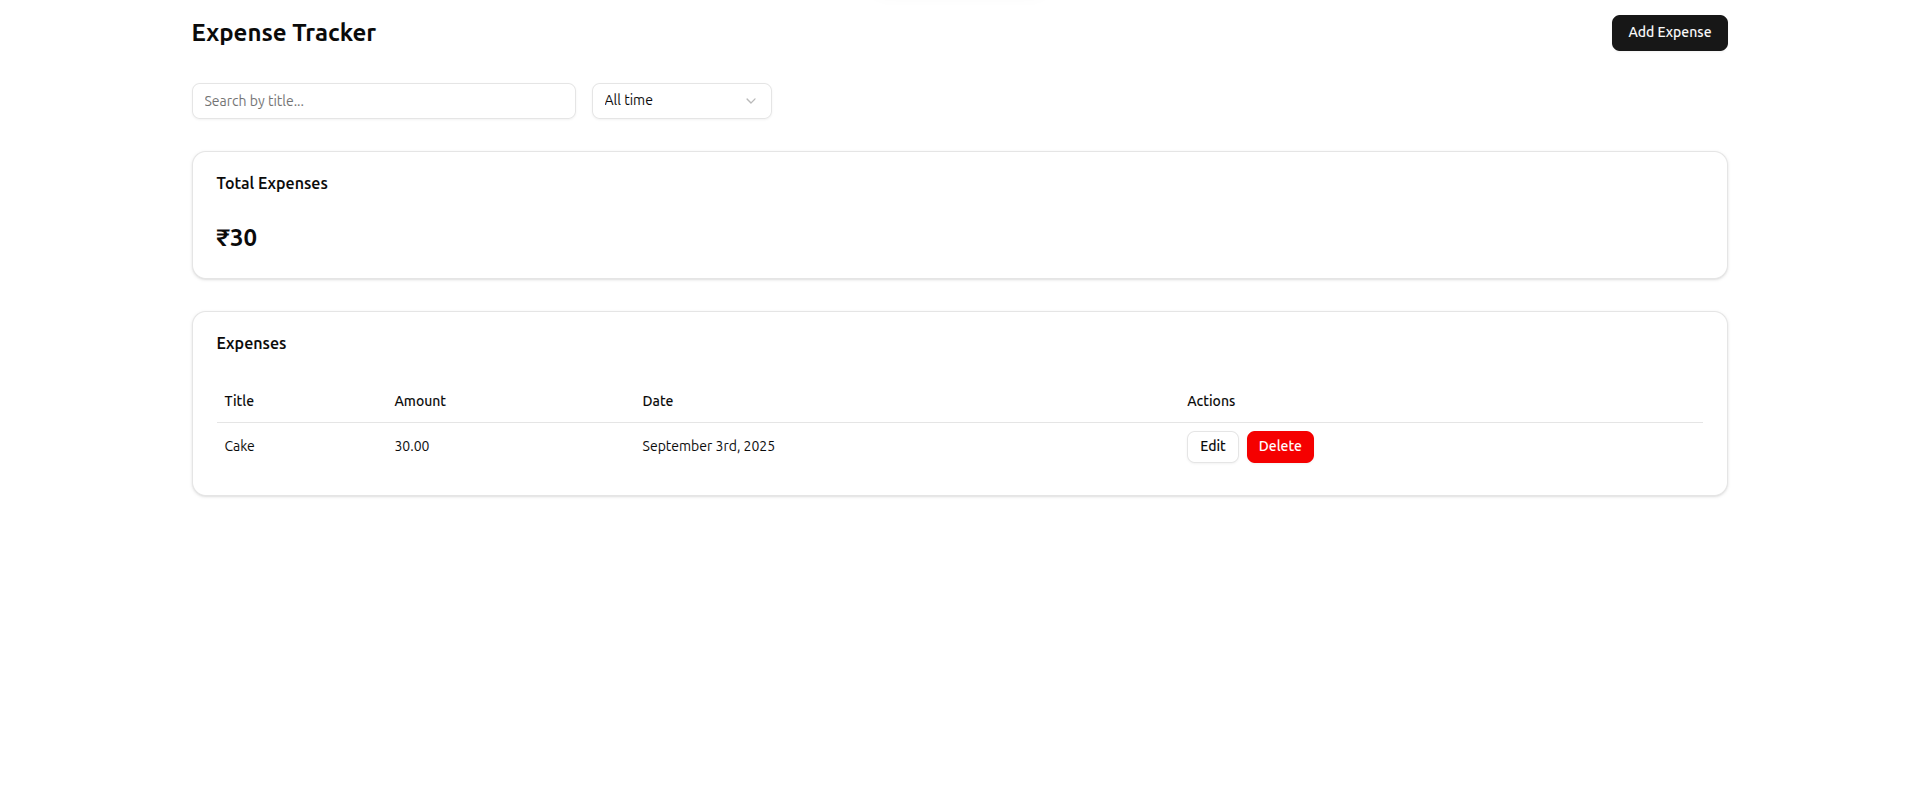 Expense Tracker
Add Expense
Search by title...
All time
Total Expenses
₹30
Expenses
Title Amount Date Actions
Cake 30.00 September 3rd, 2025 Edit Delete